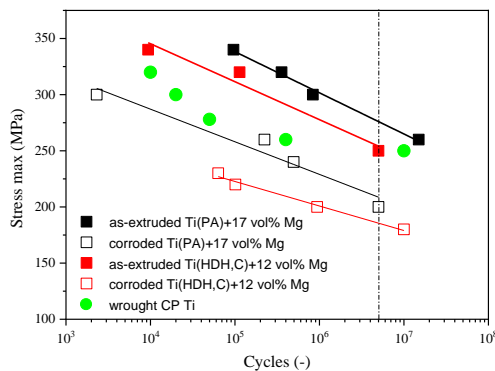 350
300
250
200
150
100
Stress max (MPa)
as-extruded Ti(PA)+17 vol% Mg
corroded Ti(PA)+17 vol% Mg
as-extruded Ti(HDH,C)+12 vol% Mg
corroded Ti(HDH,C)+12 vol% Mg
wrought CP Ti
10³ 10⁴ 10⁵ 10⁶ 10⁷ 10⁸
Cycles (-)